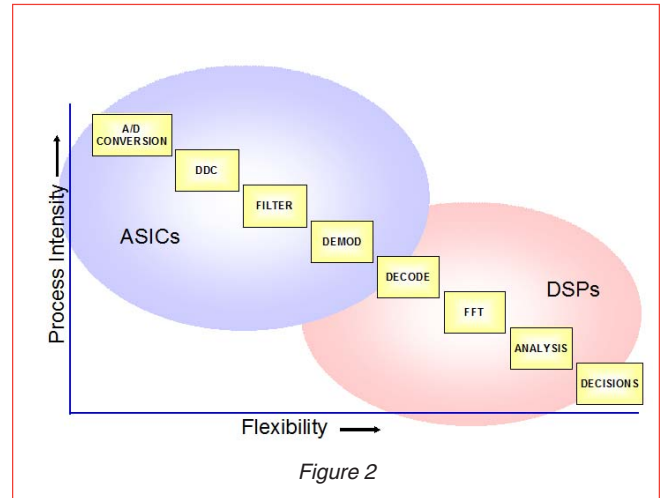 A/D
CONVERSION
DDC
FILTER
ASICs
DEMOD
DECODE
DSPs
FFT
ANALYSIS
DECISIONS
Process Intensity
Flexibility
Figure 2